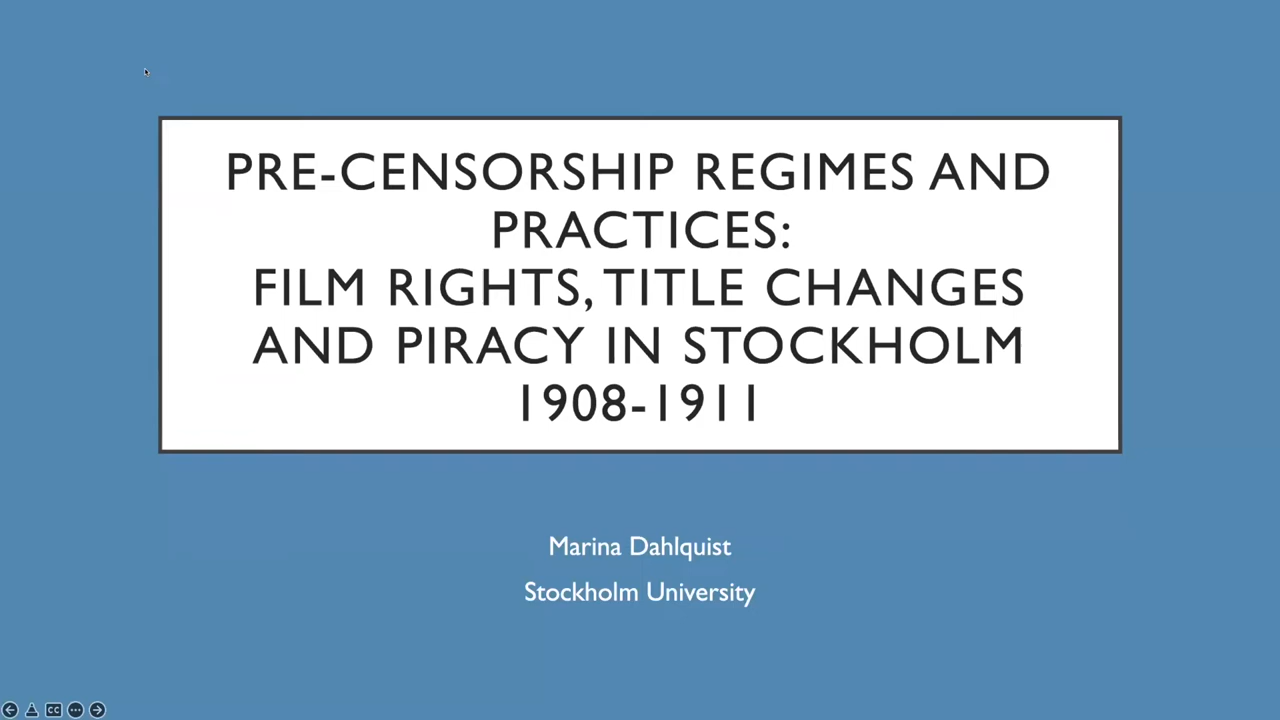 PRE-CENSORSHIP REGIMES AND
PRACTICES:
FILM RIGHTS, TITLE CHANGES
AND PIRACY IN STOCKHOLM
1908-1911
Marina Dahlquist
Stockholm University
CC